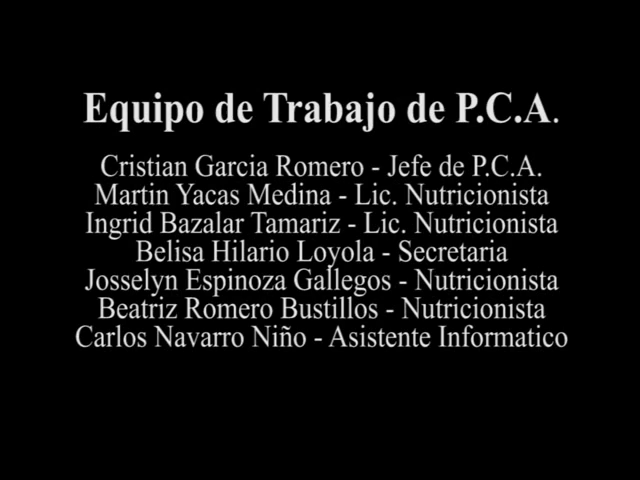 Equipo de Trabajo de P.C.A.
Cristian Garcia Romero - Jefe de P.C.A.
Martin Yacas Medina - Lic. Nutricionista
Ingrid Bazalar Tamariz - Lic. Nutricionista
Belisa Hilario Loyola - Secretaria
Josselyn Espinoza Gallegos - Nutricionista
Beatriz Romero Bustillos - Nutricionista
Carlos Navarro Niño - Asistente Informatico